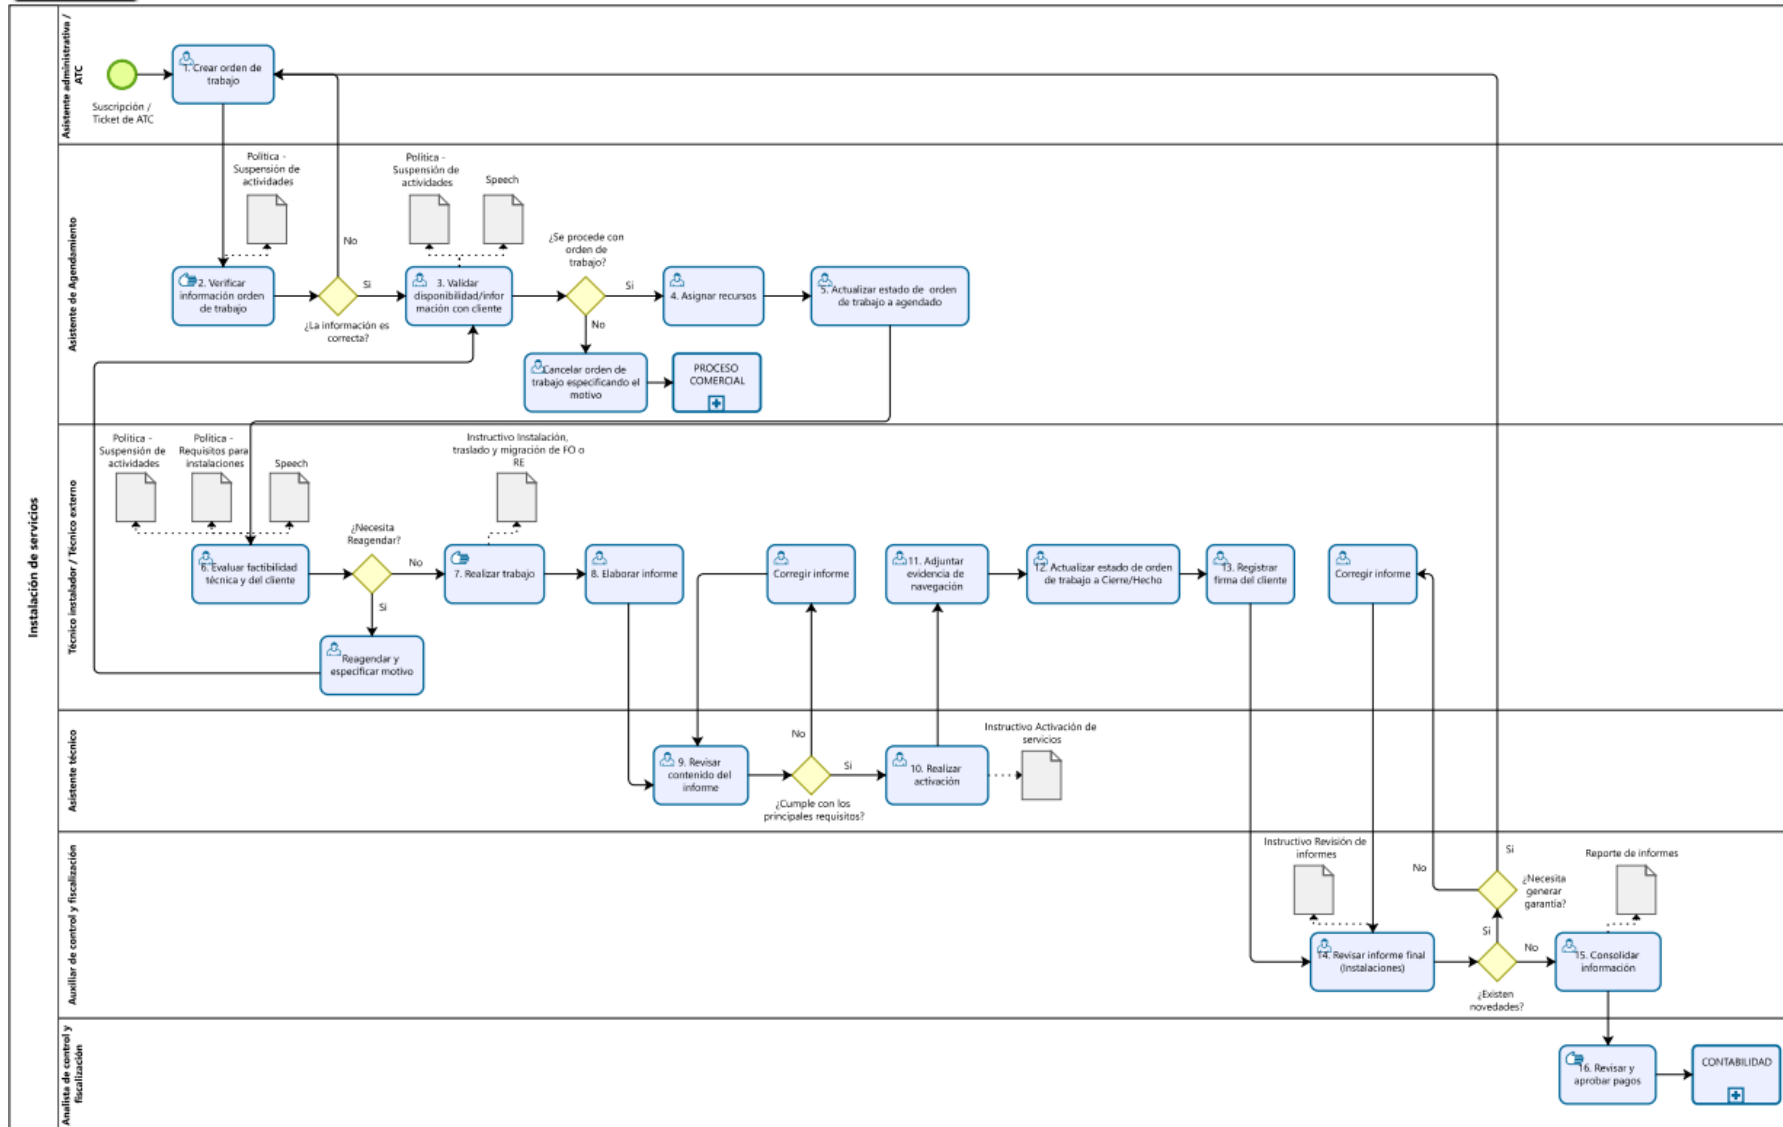 Instalación de servicios
Asistente administrativa /
ATC
Suscripción /
Ticket de ATC
1. Crear orden de
trabajo
Asistente de Agendamiento
Política -
Suspensión de
actividades
2. Verificar
información orden
de trabajo
No
Si
¿La información es
correcta?
Política -
Suspensión de
actividades
Speech
3. Validar
disponibilidad/infor
mación con cliente
¿Se procede con
orden de
trabajo?
Si
No
4. Asignar recursos
5. Actualizar estado de orden
de trabajo a agendado
Cancelar orden de
trabajo especificando el
motivo
PROCESO
COMERCIAL
Técnico instalador / Técnico externo
Política -
Suspensión de
actividades
Política -
Requisitos para
instalaciones
Speech
6. Evaluar factibilidad
técnica y del cliente
¿Necesita
Reagendar?
No
Si
Reagendar y
especificar motivo
Instructivo Instalación,
traslado y migración de FO o
RE
7. Realizar trabajo
8. Elaborar informe
Corregir informe
11. Adjuntar
evidencia de
navegación
12. Actualizar estado de orden
de trabajo a Cierre/Hecho
13. Registrar
firma del cliente
Corregir informe
Asistente técnico
9. Revisar
contenido del
informe
No
Si
¿Cumple con los
principales requisitos?
10. Realizar
activación
Instructivo Activación de
servicios
Auxiliar de control y fiscalización
Instructivo Revisión de
informes
14. Revisar informe final
(Instalaciones)
No
Si
¿Necesita
generar
garantía?
Si
No
¿Existen
novedades?
Reporte de informes
15. Consolidar
información
Analista de control y
fiscalización
16. Revisar y
aprobar pagos
CONTABILIDAD